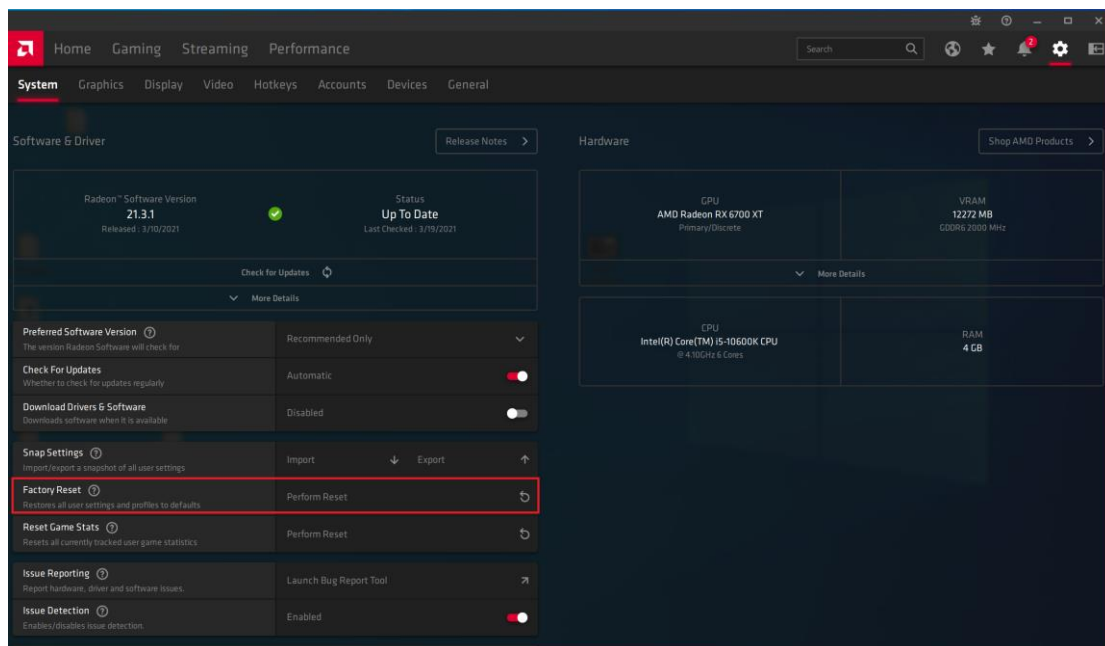 2
Home Gaming Streaming Performance Search
System Graphics Display Video Hotkeys Accounts Devices General
Software & Driver
Release Notes
Radeon™ Software Version
21.3.1
Released : 3/10/2021
Status
Up To Date
Last Checked : 3/19/2021
Check for Updates
More Details
Preferred Software Version
The version Radeon Software will check for
Recommended Only
Check For Updates
Whether to check for updates regularly
Automatic
Download Drivers & Software
Downloads software when it is available
Disabled
Snap Settings
Import/export a snapshot of all user settings
Import
Export
Factory Reset
Restores all user settings and profiles to defaults
Perform Reset
Reset Game Stats
Resets all currently tracked user game statistics
Perform Reset
Issue Reporting
Report hardware, driver and software issues.
Launch Bug Report Tool
Issue Detection
Enables/disables issue detection.
Enabled
Hardware
Shop AMD Products
GPU
AMD Radeon RX 6700 XT
Primary/Discrete
VRAM
12272 MB
GDDR6 2000 MHz
More Details
CPU
Intel(R) Core(TM) i5-10600K CPU
@ 4.10GHz 6 Cores
RAM
4 GB